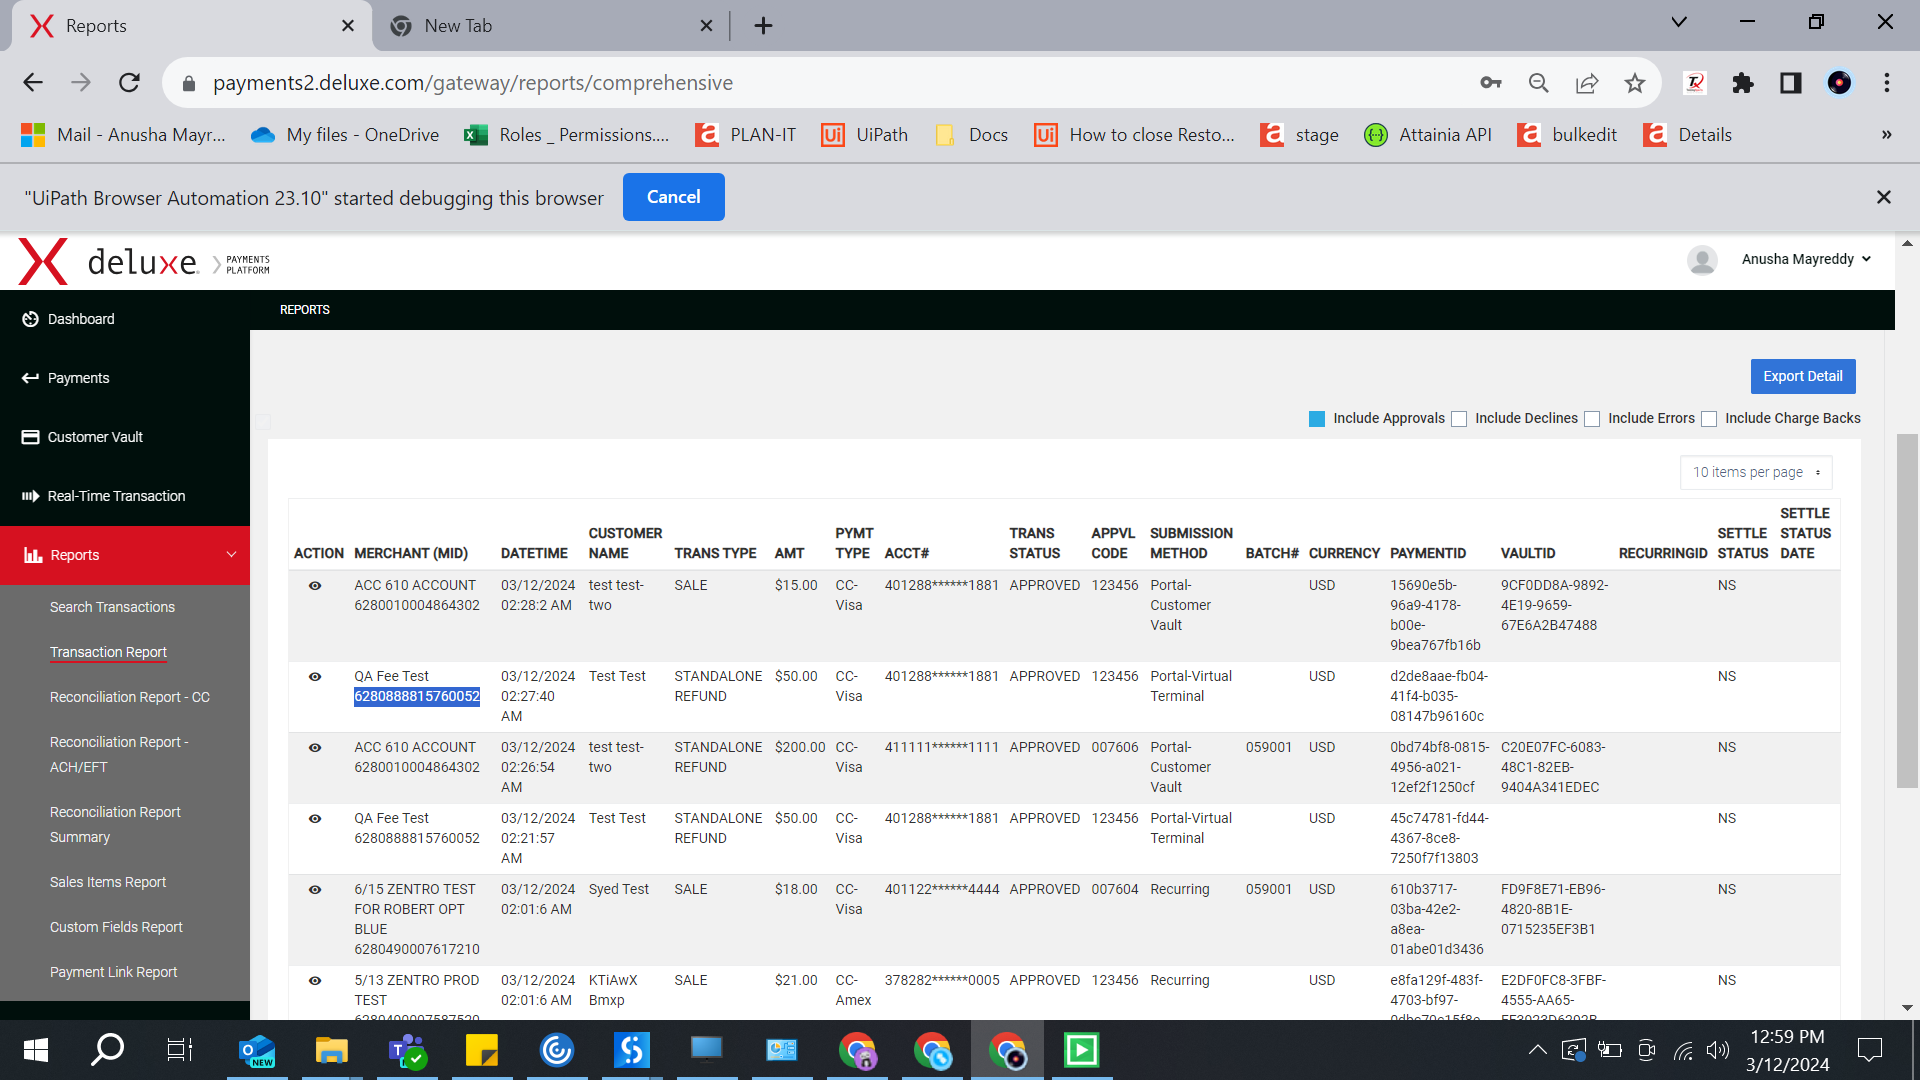 Reports
New Tab
payments2.deluxe.com/gateway/reports/comprehensive
Mail - Anusha Mayr...
My files - OneDrive
Roles _ Permissions....
PLAN-IT
UiPath
Docs
How to close Resto...
stage
Attainia API
bulkedit
Details
»
"UiPath Browser Automation 23.10" started debugging this browser
Cancel
deluxe.
PAYMENTS
PLATFORM
Anusha Mayreddy
Dashboard
Payments
Customer Vault
Real-Time Transaction
Reports
Search Transactions
Transaction Report
Reconciliation Report - CC
Reconciliation Report -
ACH/EFT
Reconciliation Report
Summary
Sales Items Report
Custom Fields Report
Payment Link Report
REPORTS
Export Detail
Include Approvals
Include Declines
Include Errors
Include Charge Backs
10 items per page
ACTION MERCHANT (MID) DATETIME CUSTOMER NAME TRANS TYPE AMT PYMT TYPE ACCT# TRANS STATUS APPVL CODE SUBMISSION METHOD BATCH# CURRENCY PAYMENTID VAULTID RECURRINGID SETTLE STATUS SETTLE STATUS DATE
ACC 610 ACCOUNT 03/12/2024 test test- SALE $15.00 CC- 401288******1881 APPROVED 123456 Portal- USD 15690e5b- 9CF0DD8A-9892- NS
6280010004864302 02:28:2 AM two Visa Customer 96a9-4178- 4E19-9659-
Vault b00e- 67E6A2B47488
9bea767fb16b
QA Fee Test 03/12/2024 Test Test STANDALONE $50.00 CC- 401288******1881 APPROVED 123456 Portal-Virtual USD d2de8aae-fb04- NS
6280888815760052 02:27:40 REFUND Visa Terminal 41f4-b035-
AM 08147b96160c
ACC 610 ACCOUNT 03/12/2024 test test- STANDALONE $200.00 CC- 411111******1111 APPROVED 007606 Portal- 059001 USD 0bd74bf8-0815- C20E07FC-6083- NS
6280010004864302 02:26:54 two REFUND Visa Customer 4956-a021- 48C1-82EB-
AM Vault 12ef2f1250cf 9404A341EDEC
QA Fee Test 03/12/2024 Test Test STANDALONE $50.00 CC- 401288******1881 APPROVED 123456 Portal-Virtual USD 45c74781-fd44- NS
6280888815760052 02:21:57 REFUND Visa Terminal 4367-8ce8-
AM 7250f7f13803
6/15 ZENTRO TEST 03/12/2024 Syed Test SALE $18.00 CC- 401122******4444 APPROVED 007604 Recurring 059001 USD 610b3717- FD9F8E71-EB96- NS
FOR ROBERT OPT 02:01:6 AM Visa 03ba-42e2- 4820-8B1E-
BLUE a8ea- 0715235EF3B1
6280490007617210 01abe01d3436
5/13 ZENTRO PROD 03/12/2024 KTiAwX SALE $21.00 CC- 378282******0005 APPROVED 123456 Recurring USD e8fa129f-483f- E2DF0FC8-3FBF- NS
TEST 02:01:6 AM Bmxp Amex 4703-bf97- 4555-AA65-
NEW
12:59 PM
3/12/2024